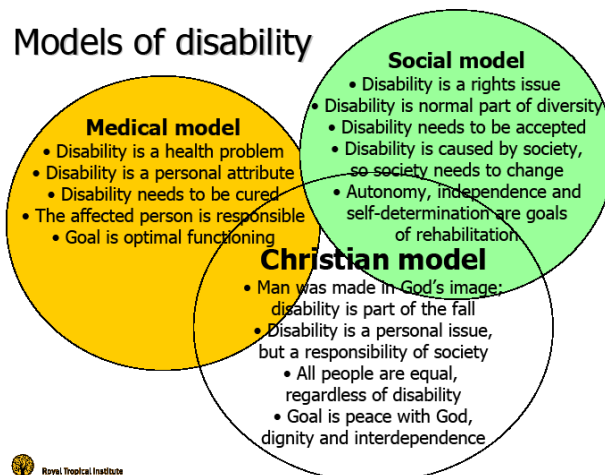 Models of disability
Medical model
• Disability is a health problem
• Disability is a personal attribute
• Disability needs to be cured
• The affected person is responsible
• Goal is optimal functioning
Social model
• Disability is a rights issue
• Disability is normal part of diversity
• Disability needs to be accepted
• Disability is caused by society,
so society needs to change
• Autonomy, independence and
self-determination are goals
of rehabilitation
Christian model
• Man was made in God's image;
disability is part of the fall
• Disability is a personal issue,
but a responsibility of society
• All people are equal,
regardless of disability
• Goal is peace with God,
dignity and interdependence
Royal Tropical Institute